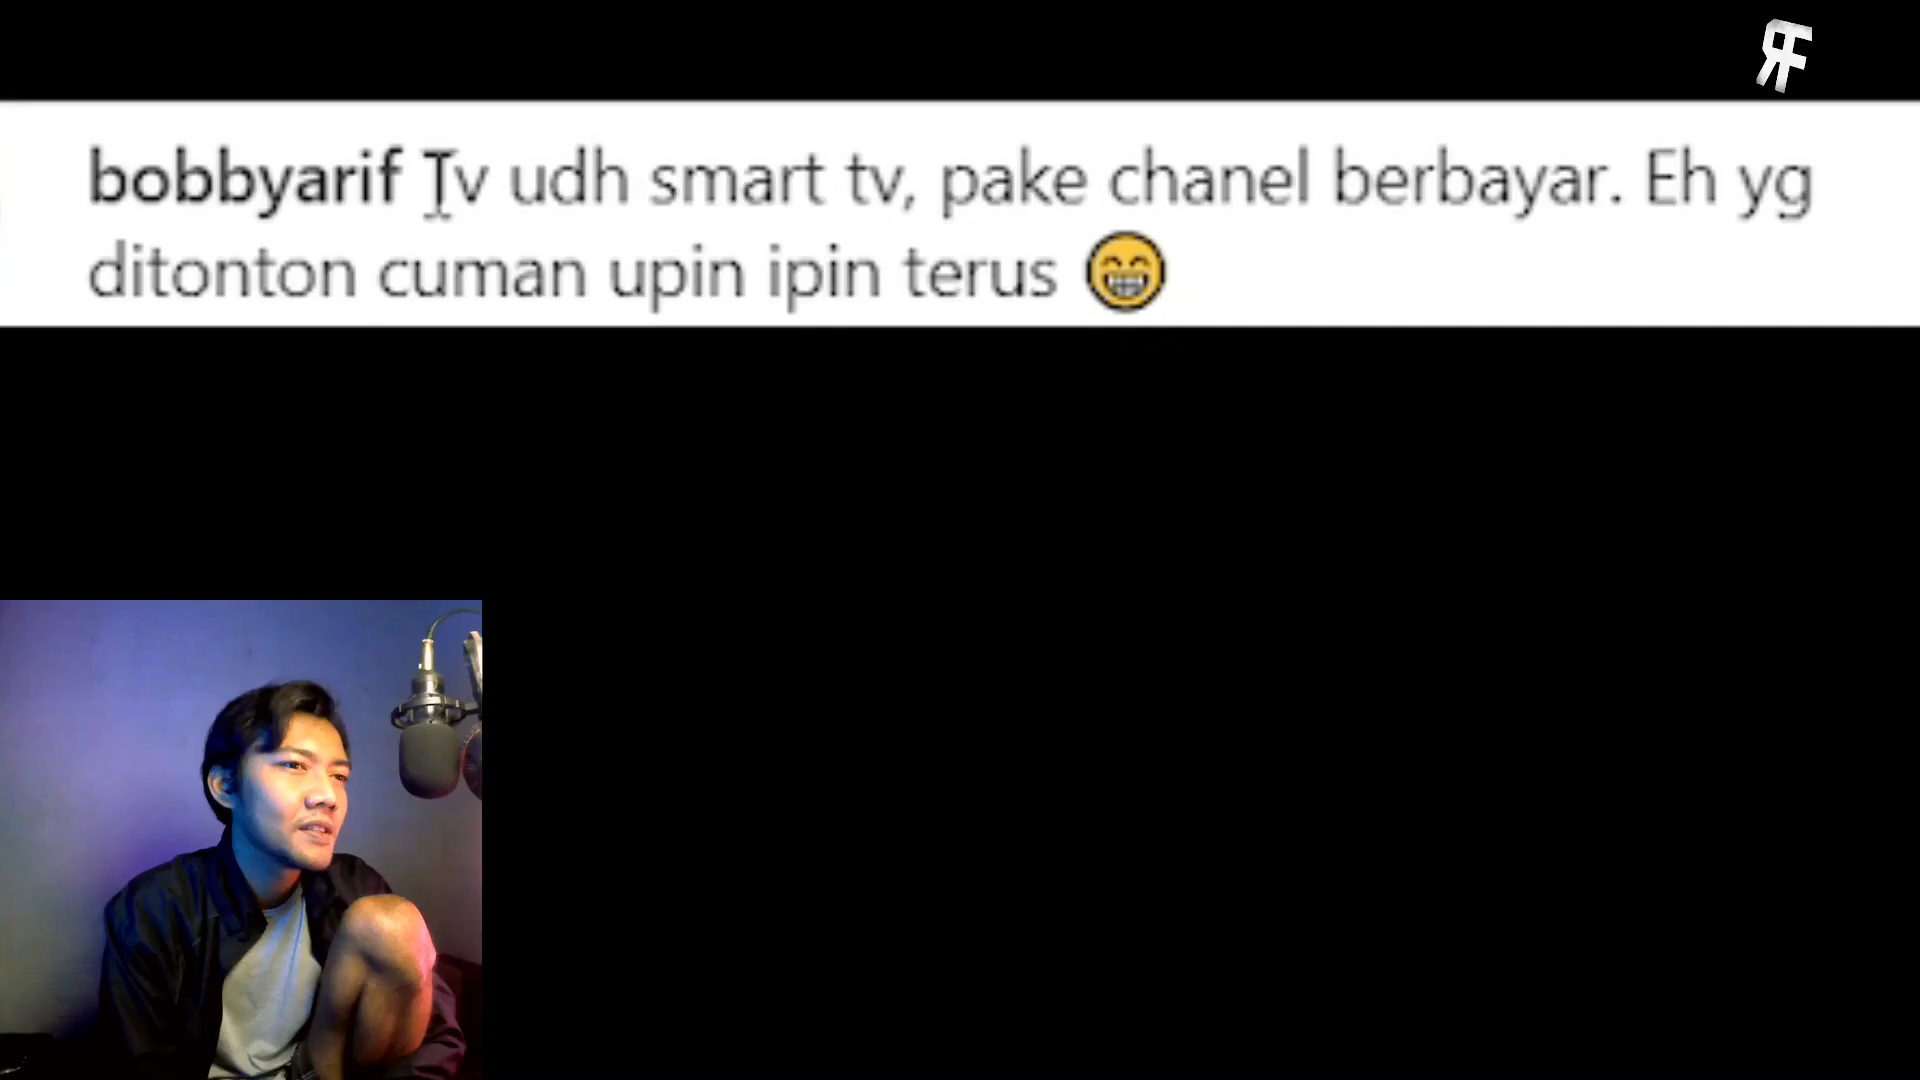 bobbyarif Tv udh smart tv, pake chanel berbayar. Eh yg
ditonton cuman upin ipin terus 😁